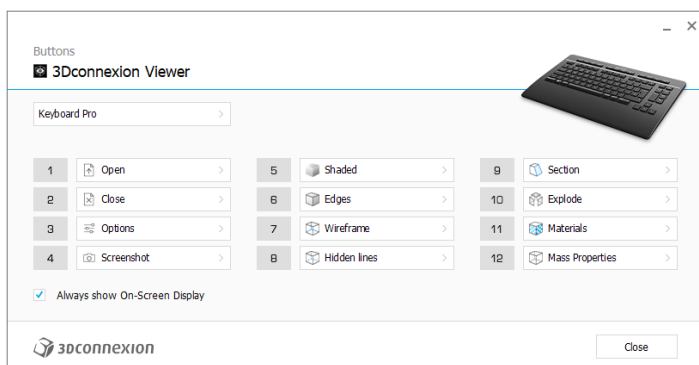 Buttons
3Dconnexion Viewer
Keyboard Pro
1 Open
2 Close
3 Options
4 Screenshot
5 Shaded
6 Edges
7 Wireframe
8 Hidden lines
9 Section
10 Explode
11 Materials
12 Mass Properties
Always show On-Screen Display
3Dconnexion
Close